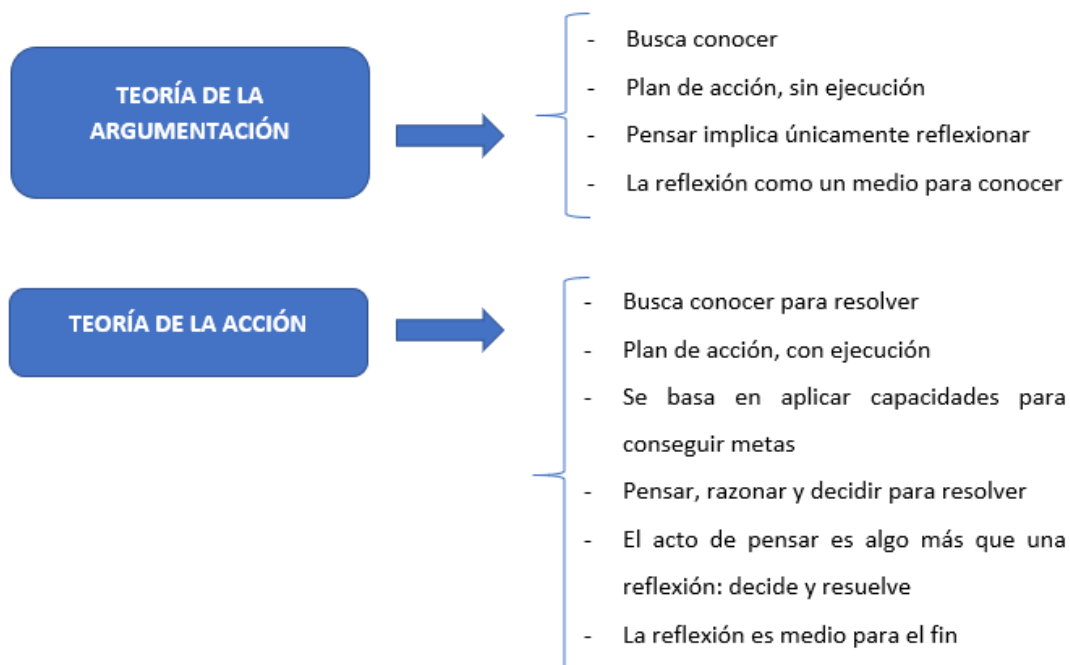 TEORÍA DE LA
ARGUMENTACIÓN
- Busca conocer
- Plan de acción, sin ejecución
- Pensar implica únicamente reflexionar
- La reflexión como un medio para conocer
TEORÍA DE LA ACCIÓN
- Busca conocer para resolver
- Plan de acción, con ejecución
- Se basa en aplicar capacidades para
conseguir metas
- Pensar, razonar y decidir para resolver
- El acto de pensar es algo más que una
reflexión: decide y resuelve
- La reflexión es medio para el fin